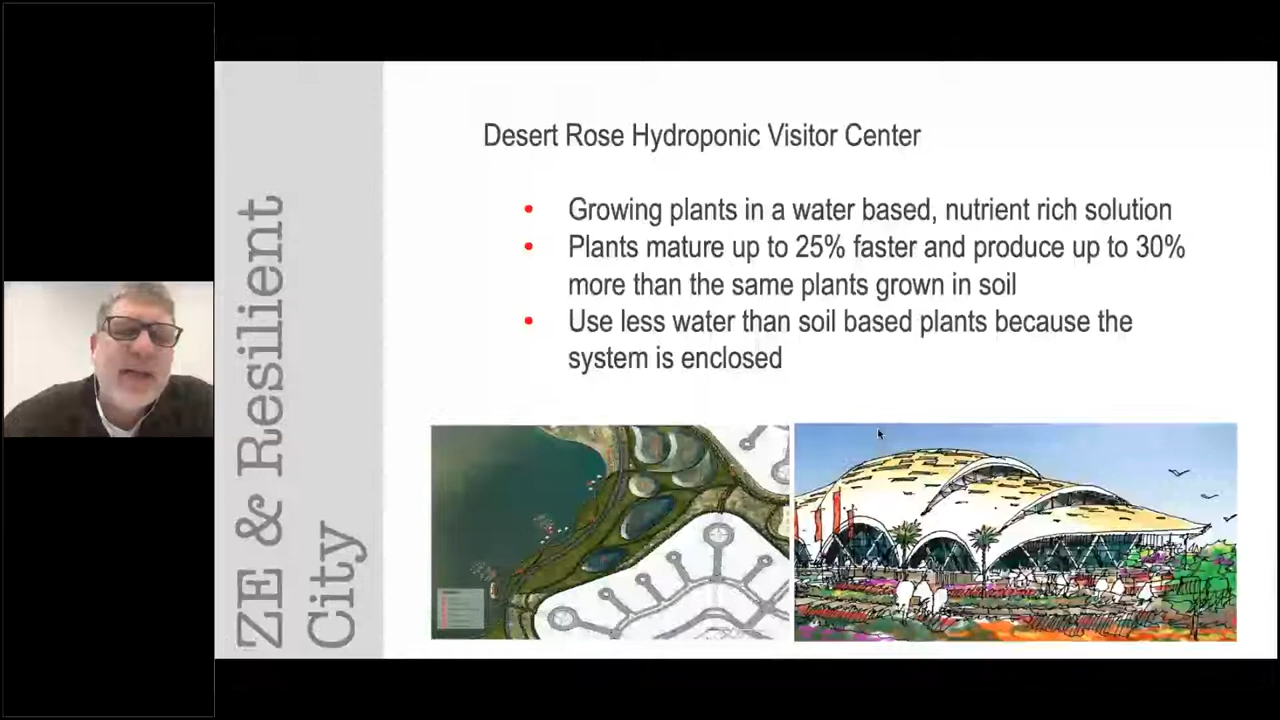 ZE & Resilient
City
Desert Rose Hydroponic Visitor Center
• Growing plants in a water based, nutrient rich solution
• Plants mature up to 25% faster and produce up to 30%
more than the same plants grown in soil
• Use less water than soil based plants because the
system is enclosed